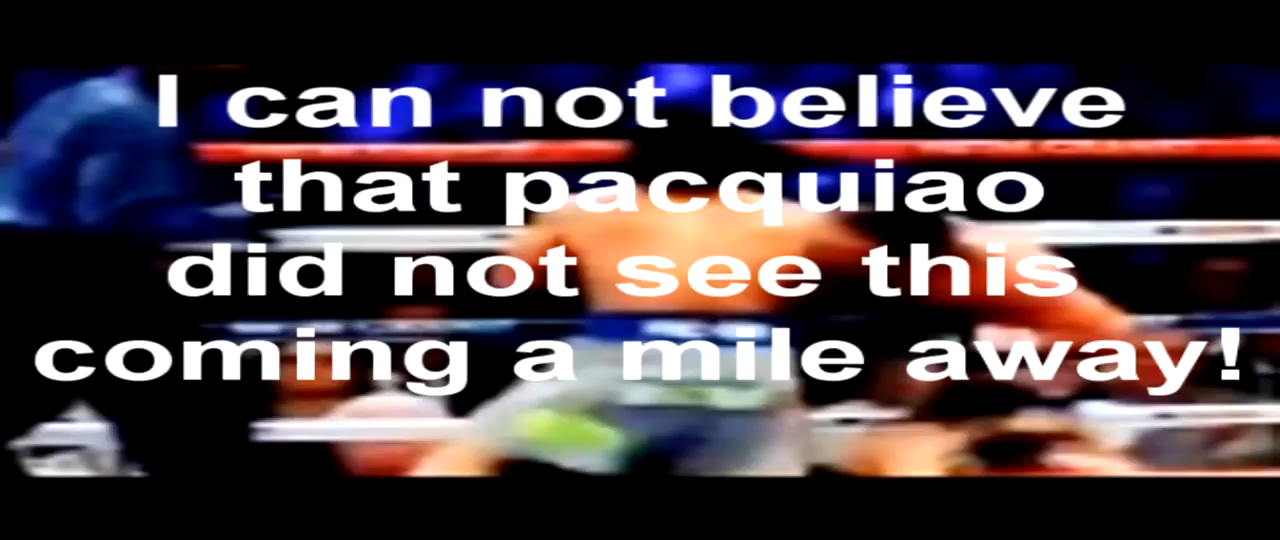 I can not believe
that pacquiao
did not see this
coming a mile away!